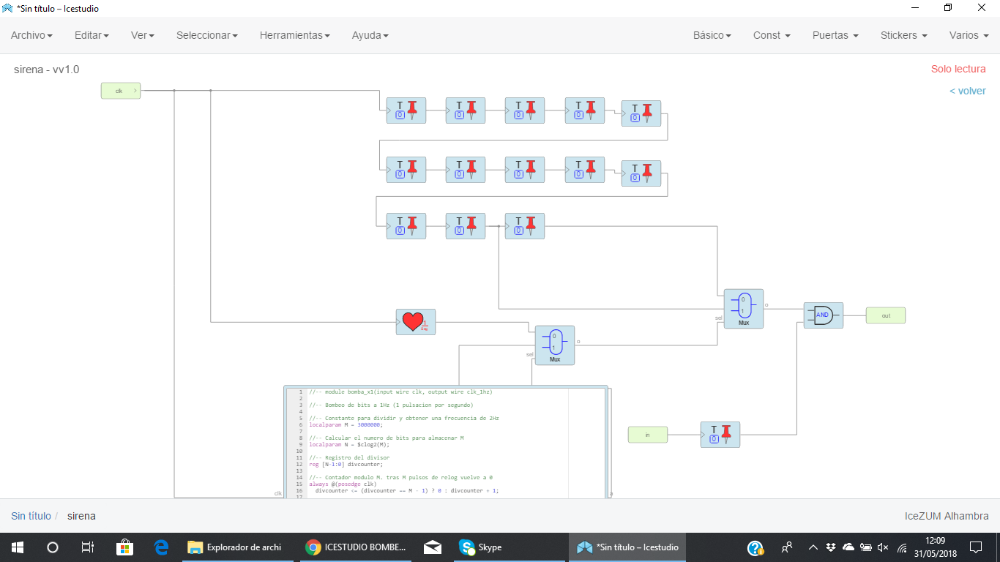 *Sin título – Icestudio
Archivo Editar Ver Seleccionar Herramientas Ayuda Básico Const Puertas Stickers Varios
sirena - vv1.0
Solo lectura
< volver
clk
T 0 T 0 T 0 T 0 T 0
T 0 T 0 T 0 T 0 T 0
T 0 T 0 T 0
0
1
Mux
sel
o
AND
out
1
Seg
0
1
Mux
sel
o
1 //-- module bomba_x1(input wire clk, output wire clk_1hz)
2
3 //-- Bombeo de bits a 1Hz (1 pulsacion por segundo)
4
5 //-- Constante para dividir y obtener una frecuencia de 2Hz
6 localparam M = 3000000;
7
8 //-- Calcular el numero de bits para almacenar M
9 localparam N = $clog2(M);
10
11 //-- Registro del divisor
12 reg [N-1:0] divcounter;
13
14 //-- Contador modulo M. tras M pulsos de relog vuelve a 0
15 always @(posedge clk)
16 divcounter <= (divcounter == M - 1) ? 0 : divcounter + 1;
17
clk
in
T 0
Sin título / sirena
IceZUM Alhambra
Explorador de archi
ICESTUDIO BOMBE...
Skype
*Sin título – Icestudio
12:09
31/05/2018